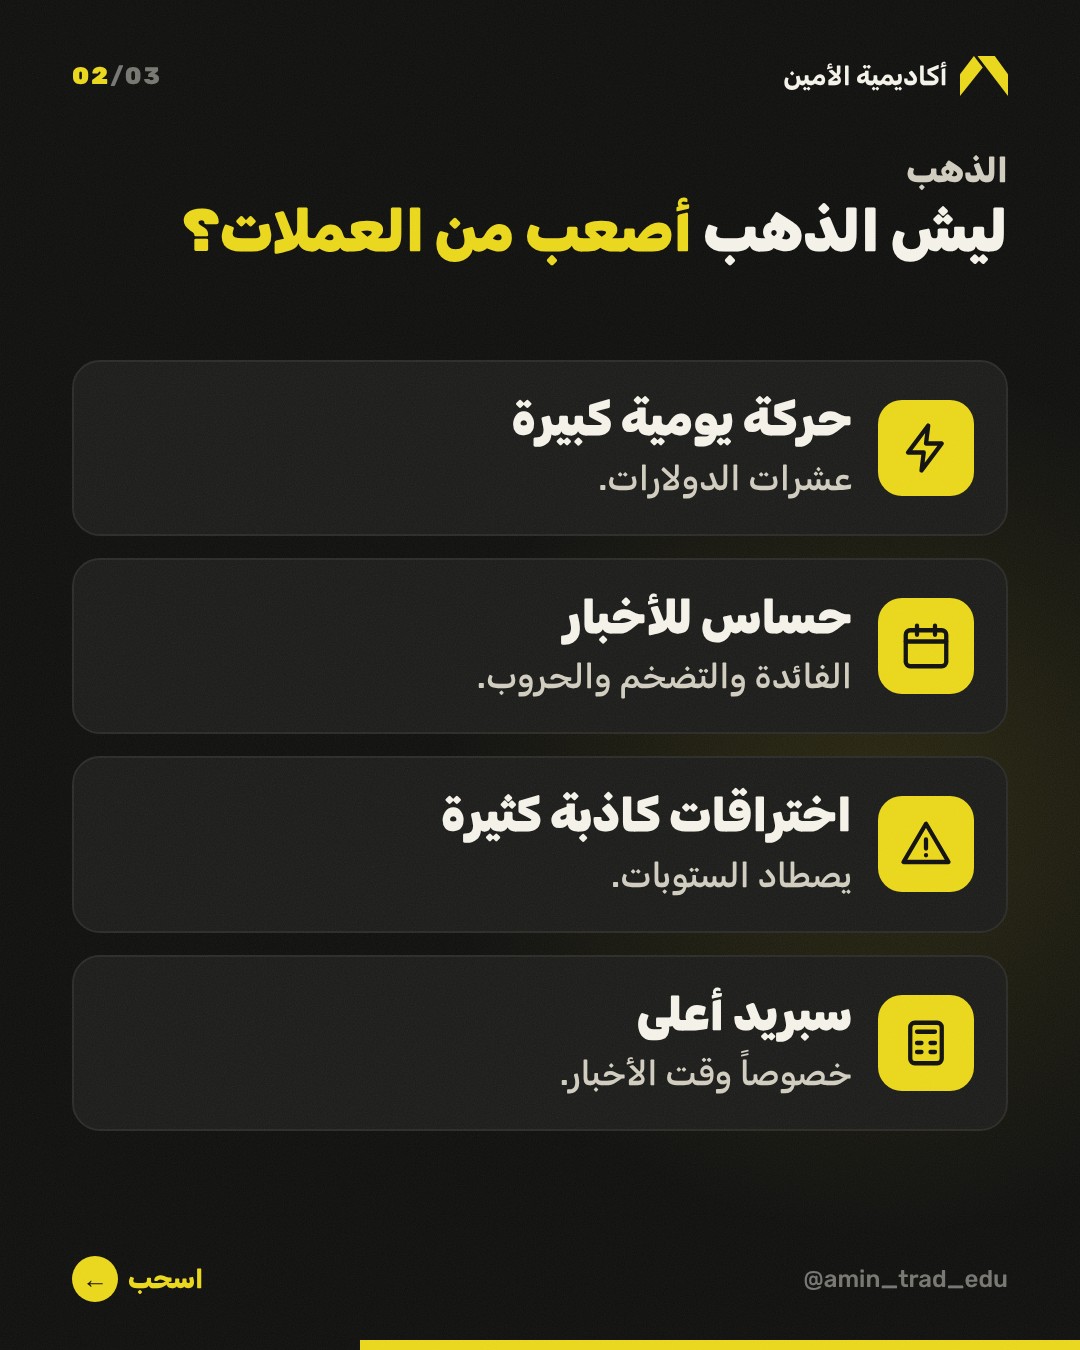 أكاديمية الأمين
02/03
الذهب
ليش الذهب أصعب من العملات؟
حركة يومية كبيرة
عشرات الدولارات.
حساس للأخبار
الفائدة والتضخم والحروب.
اختراقات كاذبة كثيرة
يصطاد الستوبات.
سبريد أعلى
خصوصاً وقت الأخبار.
@amin_trad_edu
اسحب ←